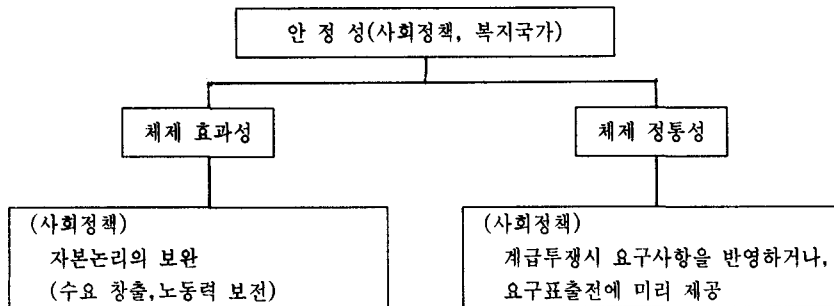 안 정 성(사회정책, 복지국가)
체제 효과성
체제 정통성
(사회정책)
자본논리의 보완
(수요 창출,노동력 보전)
(사회정책)
계급투쟁시 요구사항을 반영하거나,
요구표출전에 미리 제공